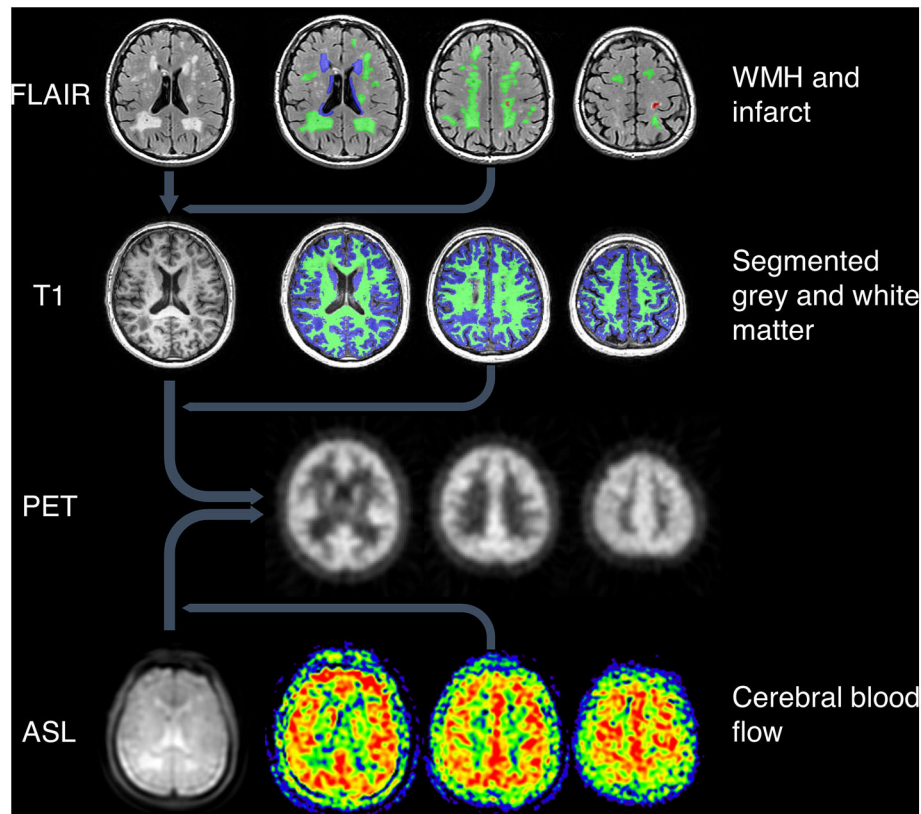 FLAIR
WMH and
infarct
T1
Segmented
grey and white
matter
PET
ASL
Cerebral blood
flow